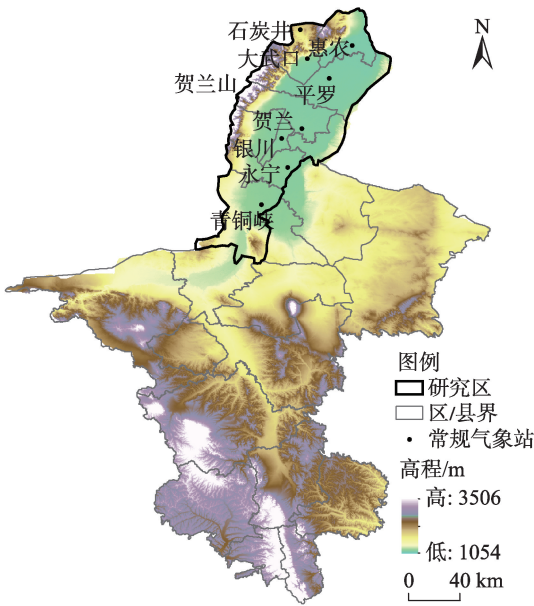 N
石炭井
惠农
大武口
贺兰山
平罗
贺兰
银川
永宁
青铜峡
图例
研究区
区/县界
常规气象站
高程/m
高: 3506
低: 1054
0 40 km